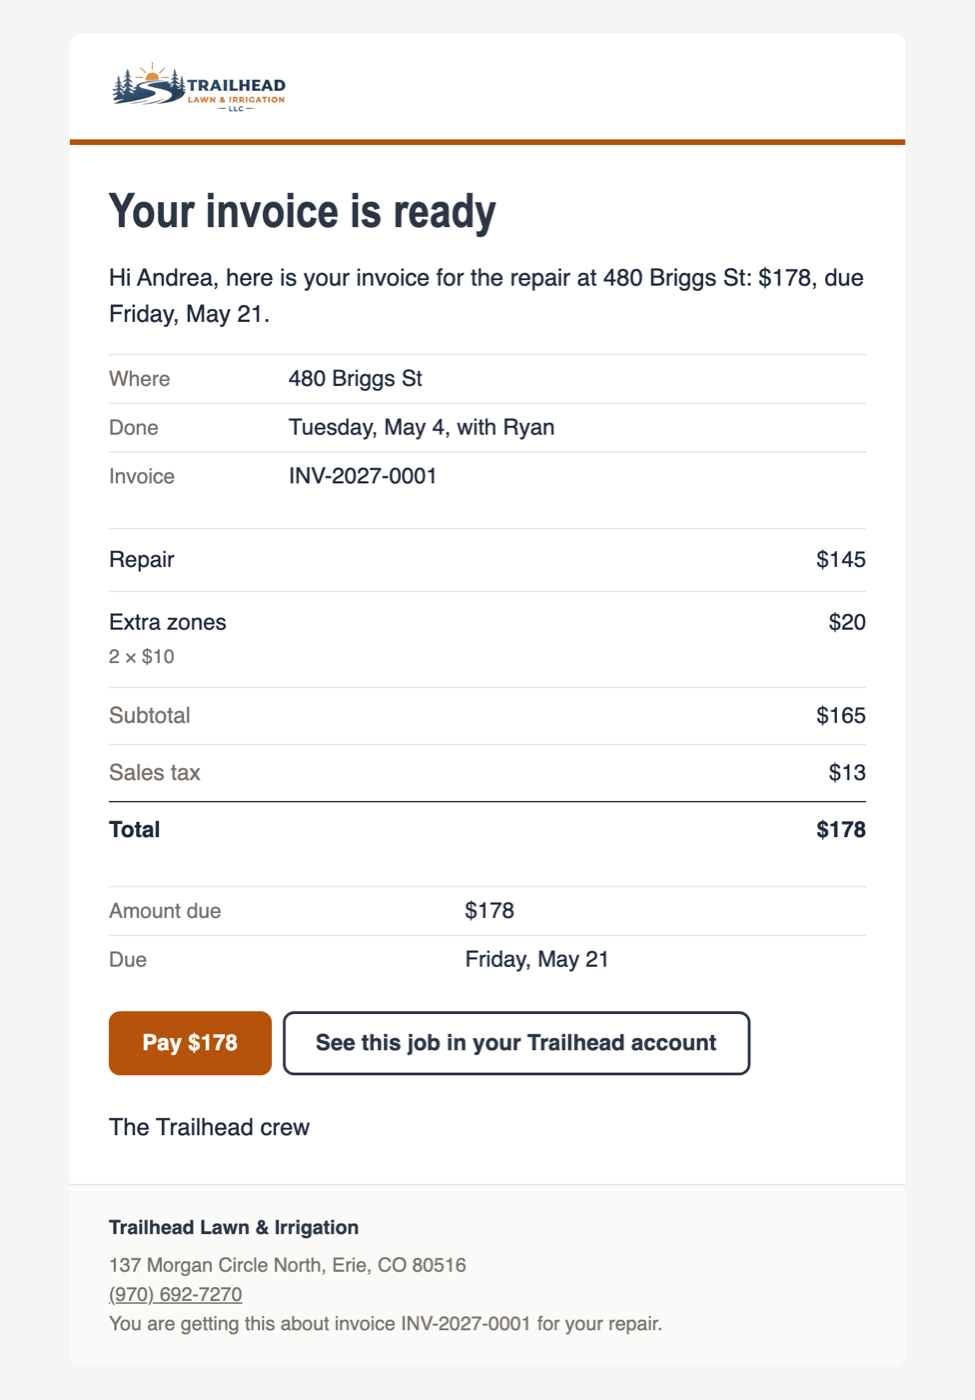 TRAILHEAD
LAWN & IRRIGATION
LLC
Your invoice is ready
Hi Andrea, here is your invoice for the repair at 480 Briggs St: $178, due
Friday, May 21.
Where 480 Briggs St
Done Tuesday, May 4, with Ryan
Invoice INV-2027-0001
Repair $145
Extra zones $20
2 × $10
Subtotal $165
Sales tax $13
Total $178
Amount due $178
Due Friday, May 21
Pay $178 See this job in your Trailhead account
The Trailhead crew
Trailhead Lawn & Irrigation
137 Morgan Circle North, Erie, CO 80516
(970) 692-7270
You are getting this about invoice INV-2027-0001 for your repair.